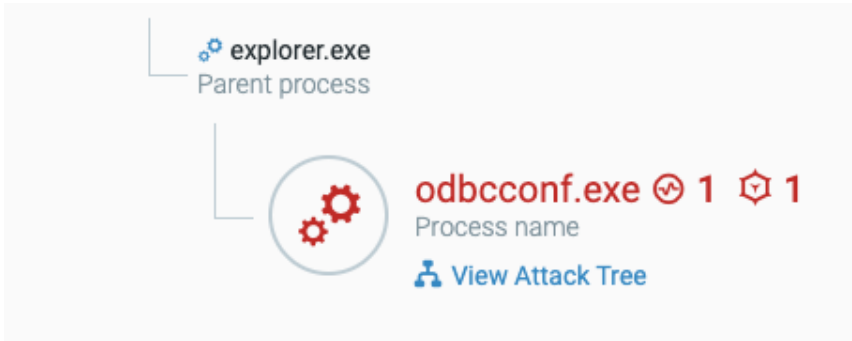 explorer.exe
Parent process
odbcconf.exe 1 1
Process name
View Attack Tree